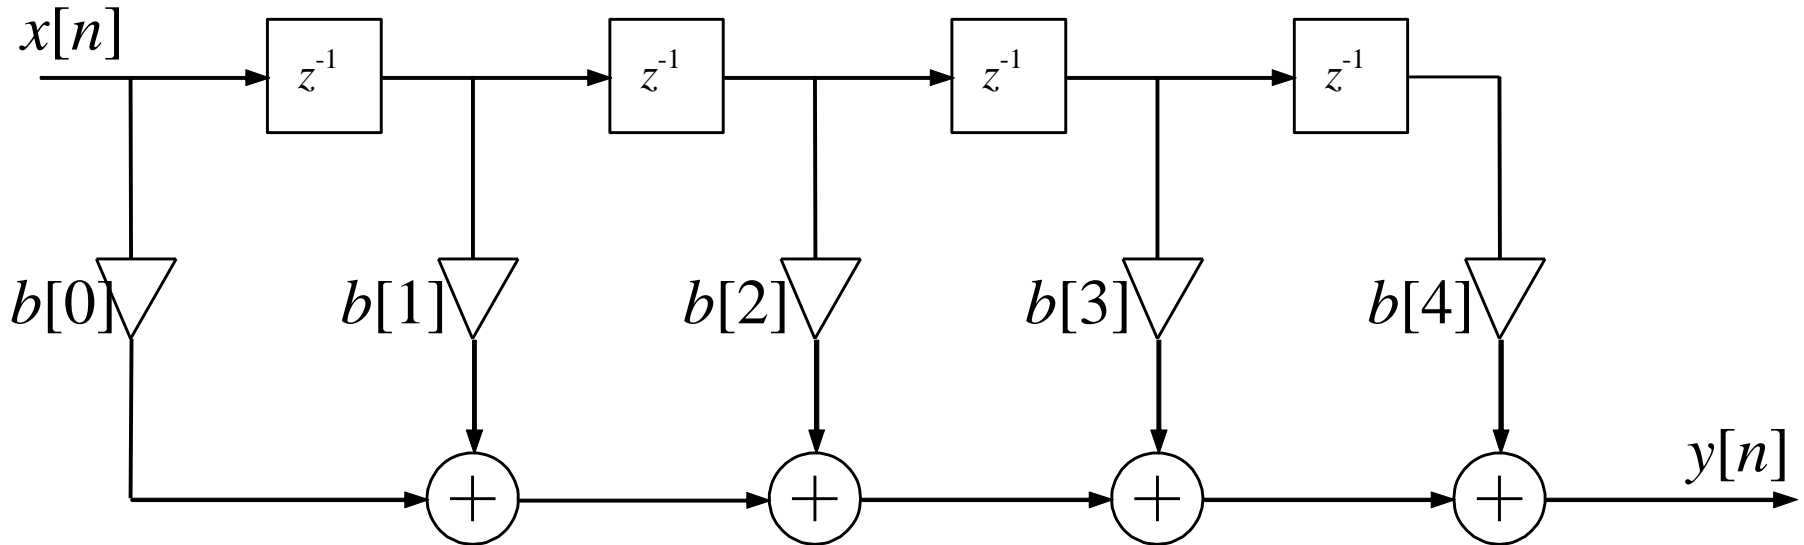 x[n]
z⁻¹ z⁻¹ z⁻¹ z⁻¹
b[0] b[1] b[2] b[3] b[4]
+ + + +
y[n]